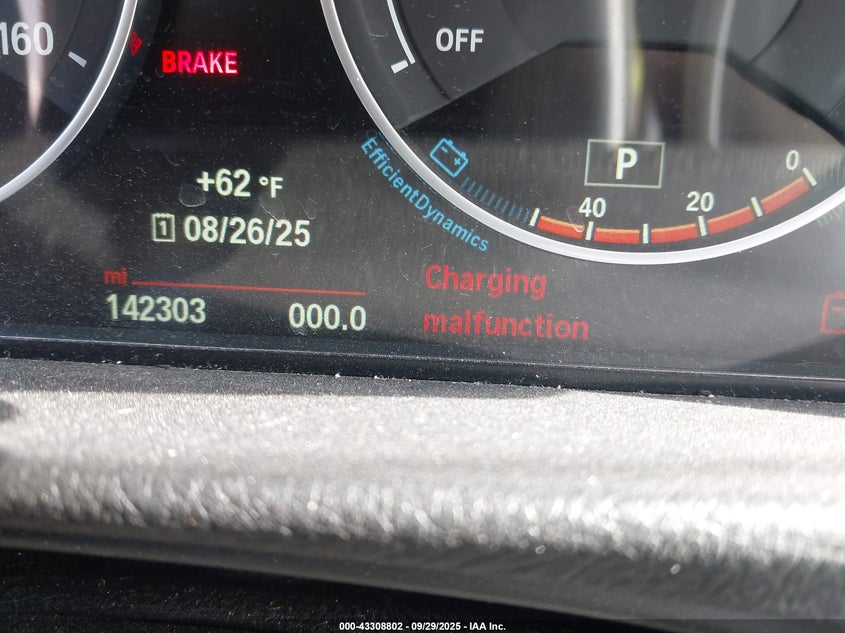 160
BRAKE
OFF
+62 °F
1 08/26/25
EfficientDynamics
P
40
20
0
mi
142303 000.0
Charging
malfunction
000-43308802 - 09/29/2025 - IAA Inc.